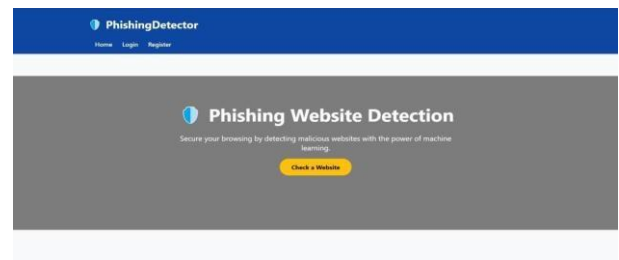 PhishingDetector
Home Login Register
Phishing Website Detection
Secure your browsing by detecting malicious websites with the power of machine
learning.
Check a Website